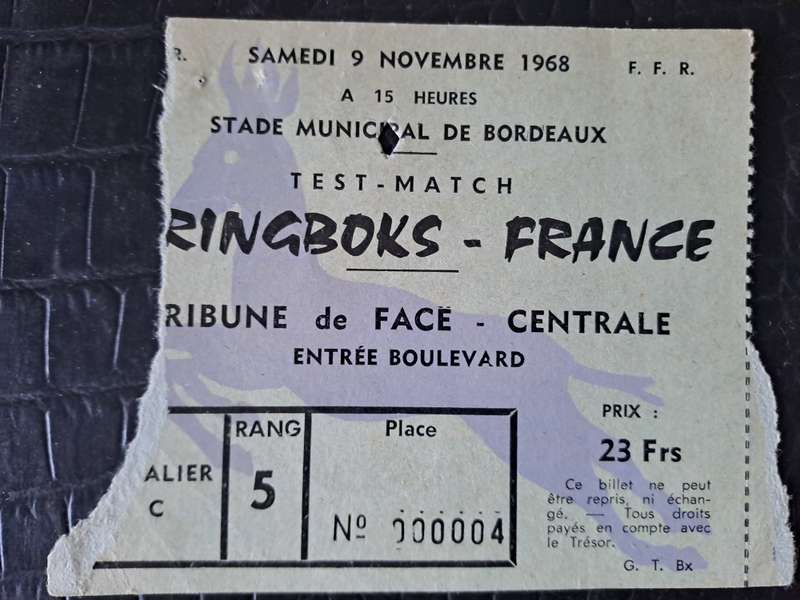 R. SAMEDI 9 NOVEMBRE 1968 F. F. R.
A 15 HEURES
STADE MUNICIPAL DE BORDEAUX
TEST-MATCH
RINGBOKS - FRANCE
RIBUNE de FACE - CENTRALE
ENTRÉE BOULEVARD
ALIER
C
RANG
5
Place
Nº 000004
PRIX :
23 Frs
Ce billet ne peut
être repris, ni échan-
gé. — Tous droits
payés en compte avec
le Trésor.
G. T. Bx